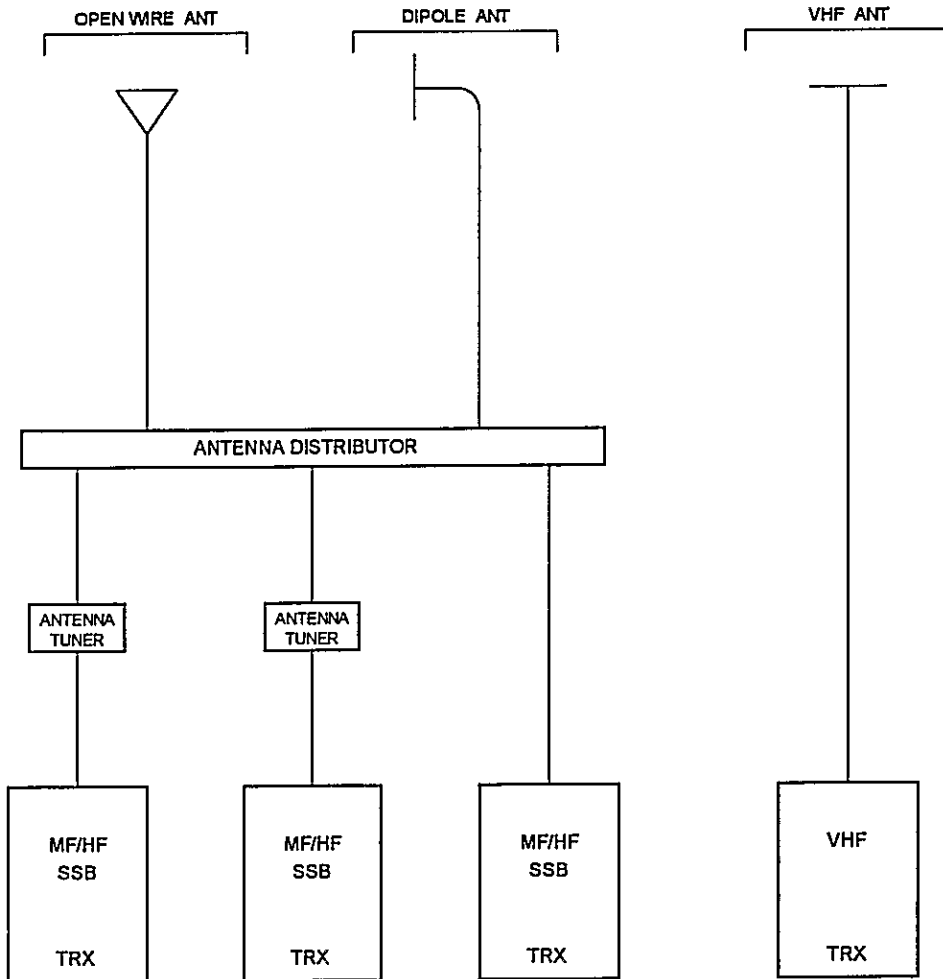 OPEN WIRE ANT
DIPOLE ANT
VHF ANT
ANTENNA DISTRIBUTOR
ANTENNA
TUNER
ANTENNA
TUNER
MF/HF
SSB
TRX
MF/HF
SSB
TRX
MF/HF
SSB
TRX
VHF
TRX